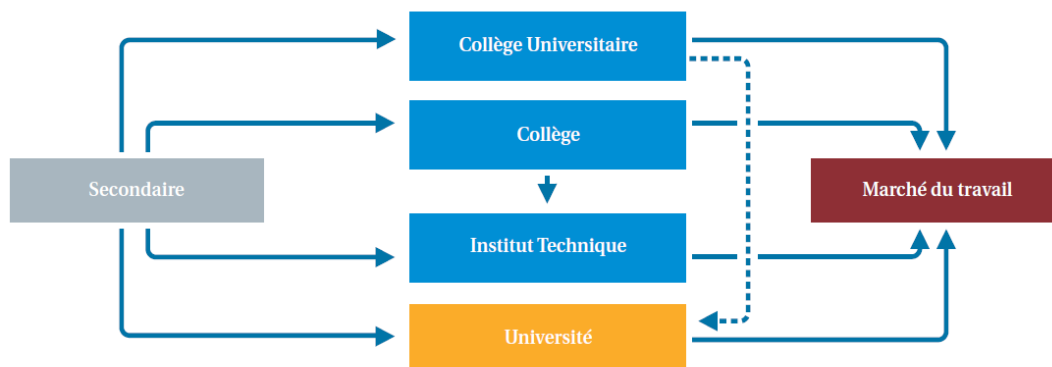 Collège Universitaire
Collège
Secondaire
Marché du travail
Institut Technique
Université